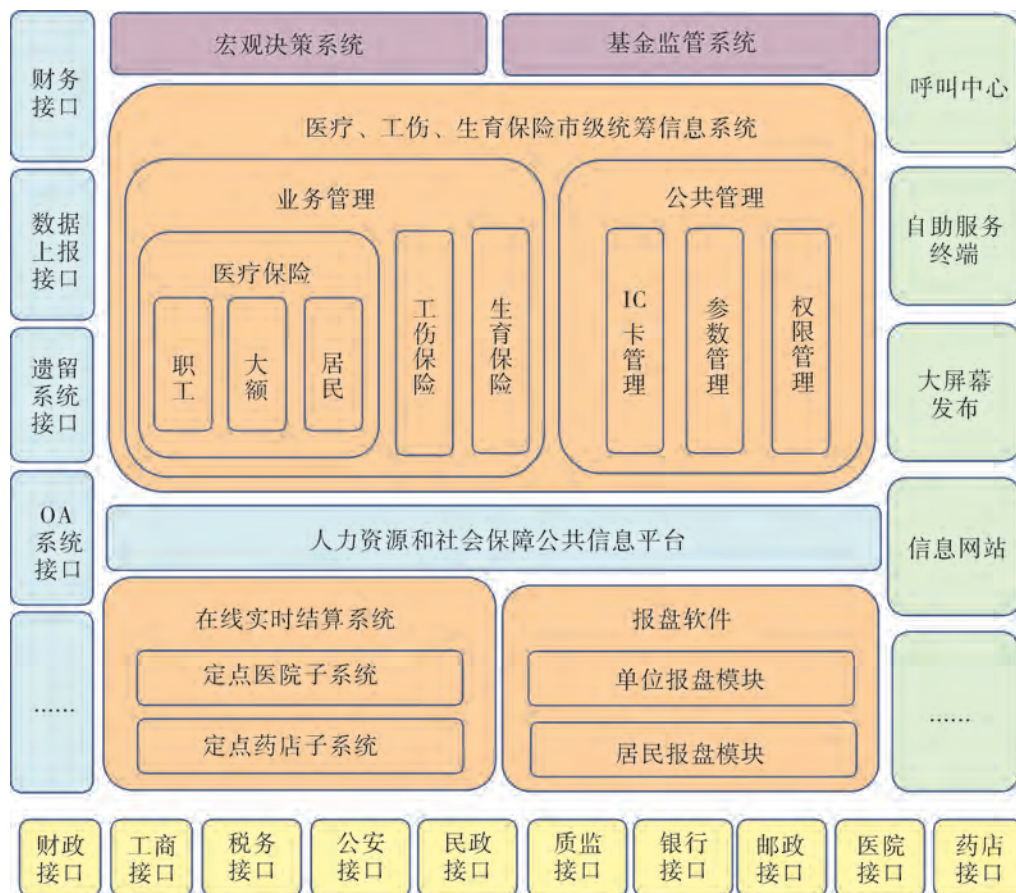 宏观决策系统
基金监管系统
财务
接口
呼叫中心
医疗、工伤、生育保险市级统筹信息系统
数据
上报
接口
业务管理
公共管理
自助服务
终端
医疗保险
职工
大额
居民
工伤保险
生育保险
IC
卡管理
参数管理
权限管理
遗留
系统
接口
大屏幕
发布
OA
系统
接口
人力资源和社会保障公共信息平台
信息网站
在线实时结算系统
报盘软件
定点医院子系统
单位报盘模块
……
……
定点药店子系统
居民报盘模块
财政
接口
工商
接口
税务
接口
公安
接口
民政
接口
质监
接口
银行
接口
邮政
接口
医院
接口
药店
接口